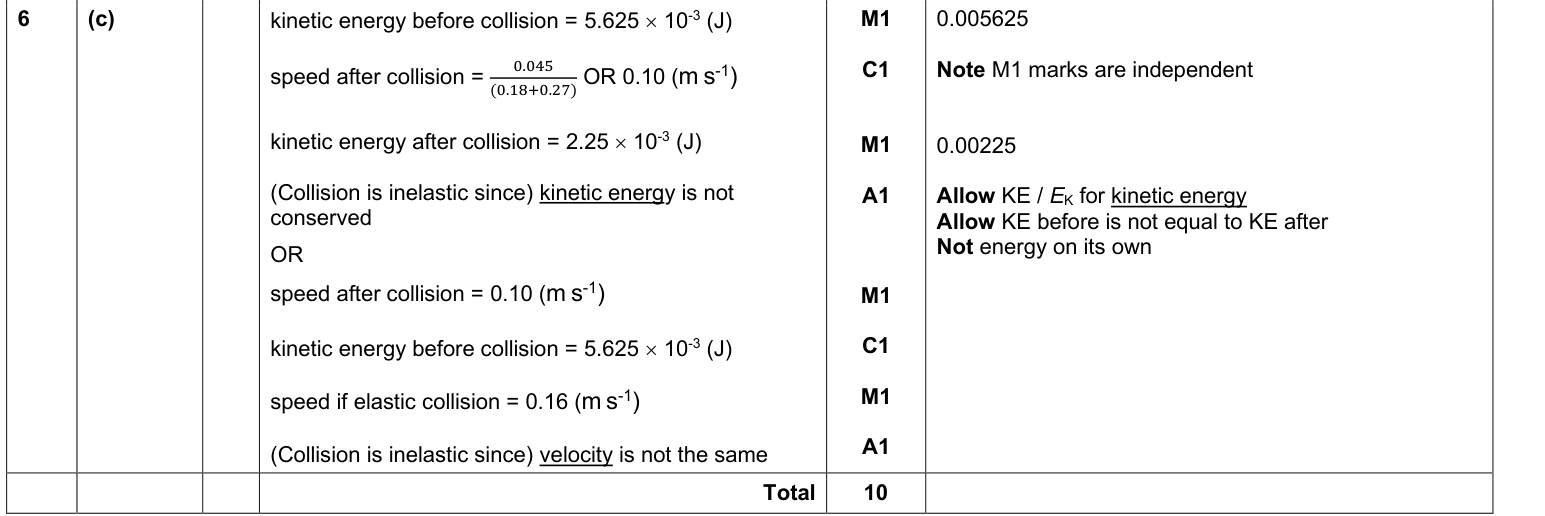 6 (c) kinetic energy before collision = 5.625 × 10⁻³ (J) M1 0.005625
speed after collision = 0.045/(0.18+0.27) OR 0.10 (m s⁻¹) C1 Note M1 marks are independent
kinetic energy after collision = 2.25 × 10⁻³ (J) M1 0.00225
(Collision is inelastic since) kinetic energy is not A1 Allow KE / Eₖ for kinetic energy
conserved Allow KE before is not equal to KE after
OR Not energy on its own
speed after collision = 0.10 (m s⁻¹) M1
kinetic energy before collision = 5.625 × 10⁻³ (J) C1
speed if elastic collision = 0.16 (m s⁻¹) M1
(Collision is inelastic since) velocity is not the same A1
Total 10